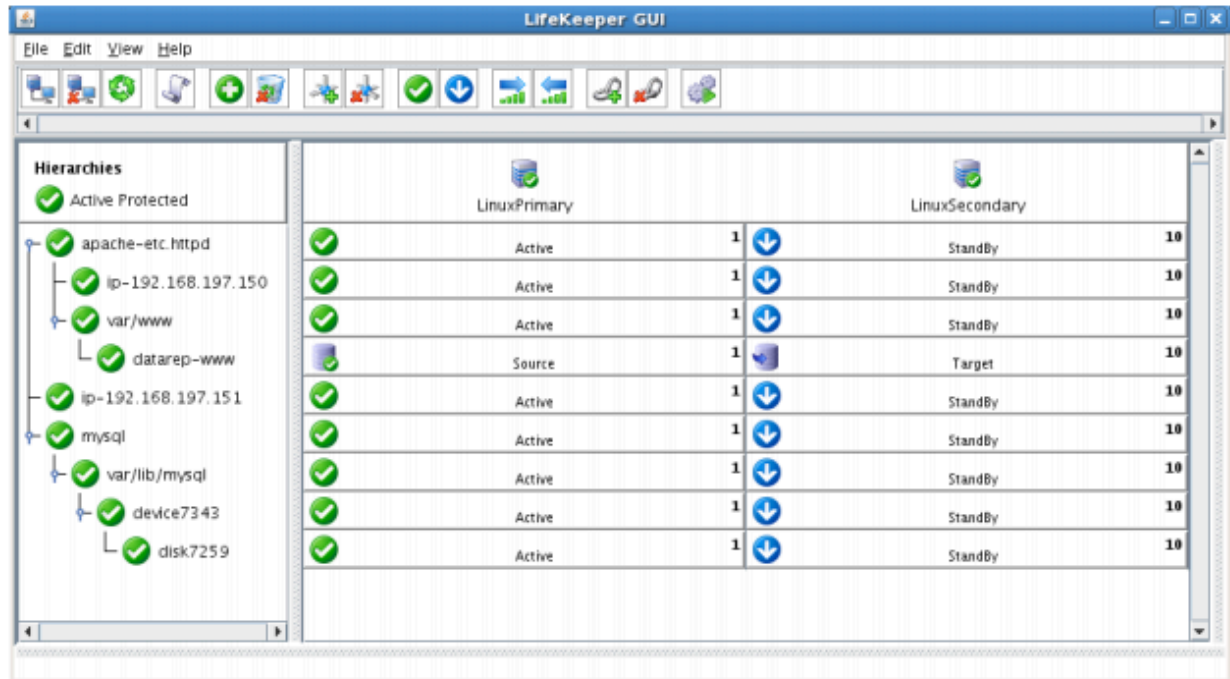 LifeKeeper GUI
File Edit View Help
Hierarchies
Active Protected
LinuxPrimary LinuxSecondary
apache-etc.httpd Active 1 StandBy 10
ip-192.168.197.150 Active 1 StandBy 10
var/www Active 1 StandBy 10
datarep-www Source 1 Target 10
ip-192.168.197.151 Active 1 StandBy 10
mysql Active 1 StandBy 10
var/lib/mysql Active 1 StandBy 10
device7343 Active 1 StandBy 10
disk7259 Active 1 StandBy 10